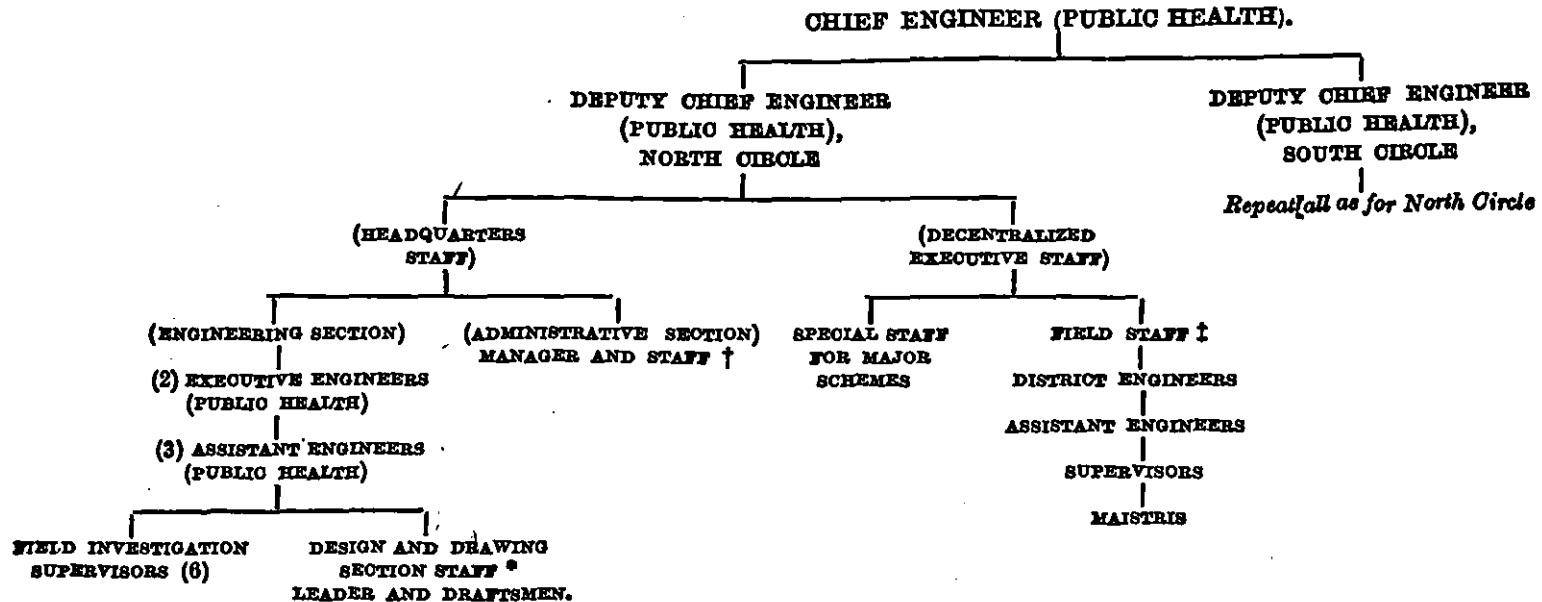 CHIEF ENGINEER (PUBLIC HEALTH).
DEPUTY CHIEF ENGINEER
(PUBLIC HEALTH),
NORTH CIRCLE
DEPUTY CHIEF ENGINEER
(PUBLIC HEALTH),
SOUTH CIRCLE
Repeat all as for North Circle
(HEADQUARTERS
STAFF)
(DECENTRALIZED
EXECUTIVE STAFF)
(ENGINEERING SECTION)
(2) EXECUTIVE ENGINEERS
(PUBLIC HEALTH)
(3) ASSISTANT ENGINEERS
(PUBLIC HEALTH)
FIELD INVESTIGATION
SUPERVISORS (6)
DESIGN AND DRAWING
SECTION STAFF *
LEADER AND DRAFTSMEN.
(ADMINISTRATIVE SECTION)
MANAGER AND STAFF †
SPECIAL STAFF
FOR MAJOR
SCHEMES
FIELD STAFF ‡
DISTRICT ENGINEERS
ASSISTANT ENGINEERS
SUPERVISORS
MAISTRIS